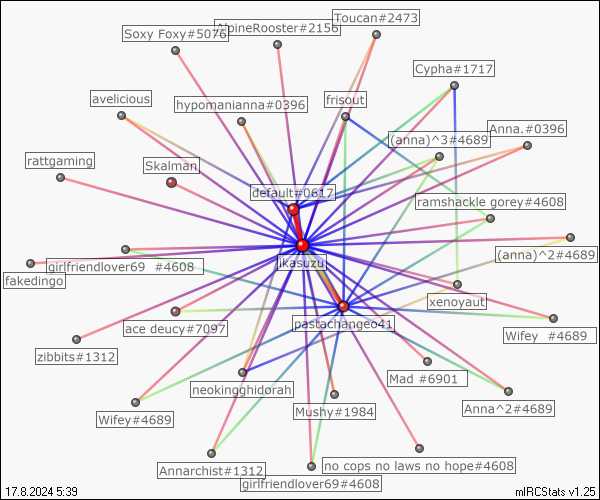 Toucan#2473
AlpineRooster#2156
Soxy Foxy#5076
Cypha#1717
avelicious
frisout
hypomanianna#0396
Anna.#0396
(anna)^3#4689
rattgaming
Skalman
default#0617
ramshackle gorey#4608
(anna)^2#4689
ikasuzu
girlfriendlover69 #4608
fakedingo
xenoyaut
pastachangeo41
ace deucy#7097
Wifey #4689
zibbits#1312
Mad #6901
neokingghidorah
Anna^2#4689
Mushy#1984
Wifey#4689
no cops no laws no hope#4608
Annarchist#1312
girlfriendlover69#4608
17.8.2024 5:39
mIRCStats v1.25